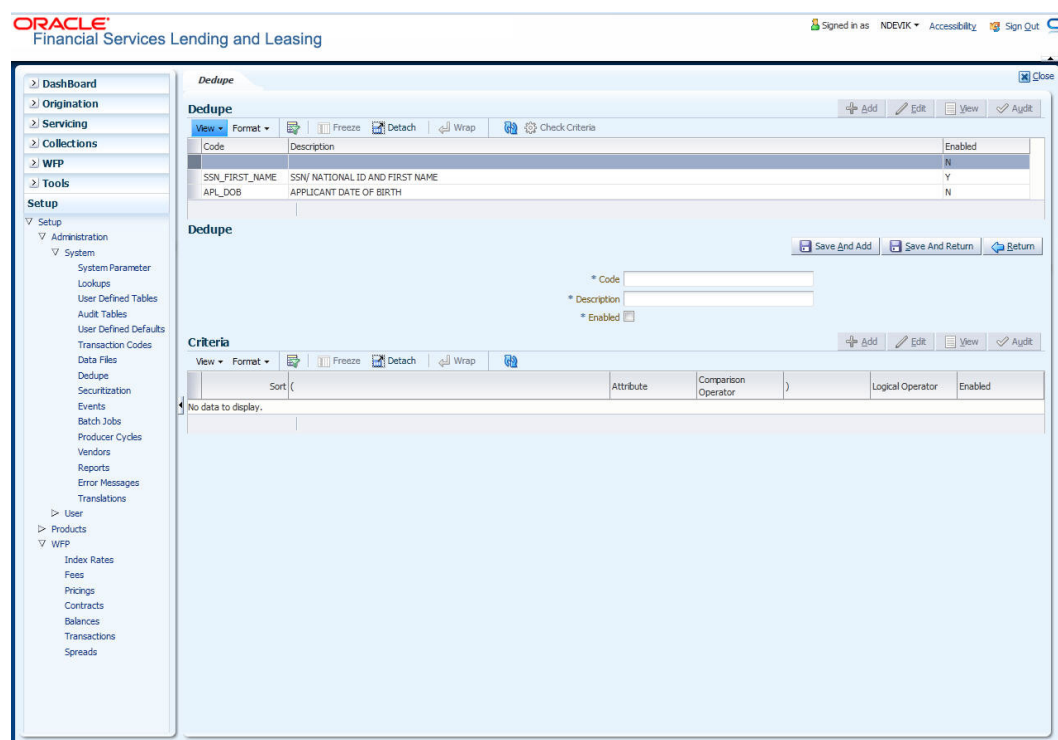 ORACLE
Financial Services Lending and Leasing
Signed in as NDEVIK Accessibility Sign Out
DashBoard
Origination
Servicing
Collections
WFP
Tools
Setup
Setup
Administration
System
System Parameter
Lookups
User Defined Tables
Audit Tables
User Defined Defaults
Transaction Codes
Data Files
Dedupe
Securitization
Events
Batch Jobs
Producer Cycles
Vendors
Reports
Error Messages
Translations
User
Products
WFP
Index Rates
Fees
Pricings
Contracts
Balances
Transactions
Spreads
Dedupe
Close
Dedupe
Add Edit View Audit
View Format Freeze Detach Wrap Check Criteria
Code Description Enabled
N
SSN_FIRST_NAME SSN/ NATIONAL ID AND FIRST NAME Y
APL_DOB APPLICANT DATE OF BIRTH N
Dedupe
Save And Add Save And Return Return
* Code
* Description
* Enabled
Criteria
Add Edit View Audit
View Format Freeze Detach Wrap
Sort ( Attribute Comparison Operator ) Logical Operator Enabled
No data to display.